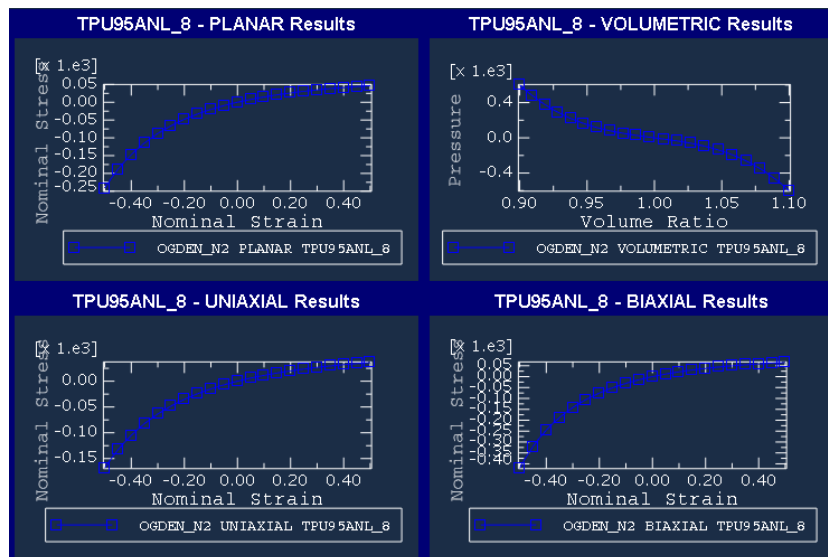 TPU95ANL_8 - PLANAR Results
[x 1.e3]
0.05
0.00
-0.05
-0.10
-0.15
-0.20
-0.25
Nominal Stress
-0.40 -0.20 0.00 0.20 0.40
Nominal Strain
OGDEN_N2 PLANAR TPU95ANL_8
TPU95ANL_8 - VOLUMETRIC Results
[x 1.e3]
0.4
0.0
-0.4
Pressure
0.90 0.95 1.00 1.05 1.10
Volume Ratio
OGDEN_N2 VOLUMETRIC TPU95ANL_8
TPU95ANL_8 - UNIAXIAL Results
[x 1.e3]
0.00
-0.05
-0.10
-0.15
Nominal Stress
-0.40 -0.20 0.00 0.20 0.40
Nominal Strain
OGDEN_N2 UNIAXIAL TPU95ANL_8
TPU95ANL_8 - BIAXIAL Results
[x 1.e3]
0.05
0.00
-0.05
-0.10
-0.15
-0.20
-0.25
-0.30
-0.35
-0.40
Nominal Stress
-0.40 -0.20 0.00 0.20 0.40
Nominal Strain
OGDEN_N2 BIAXIAL TPU95ANL_8